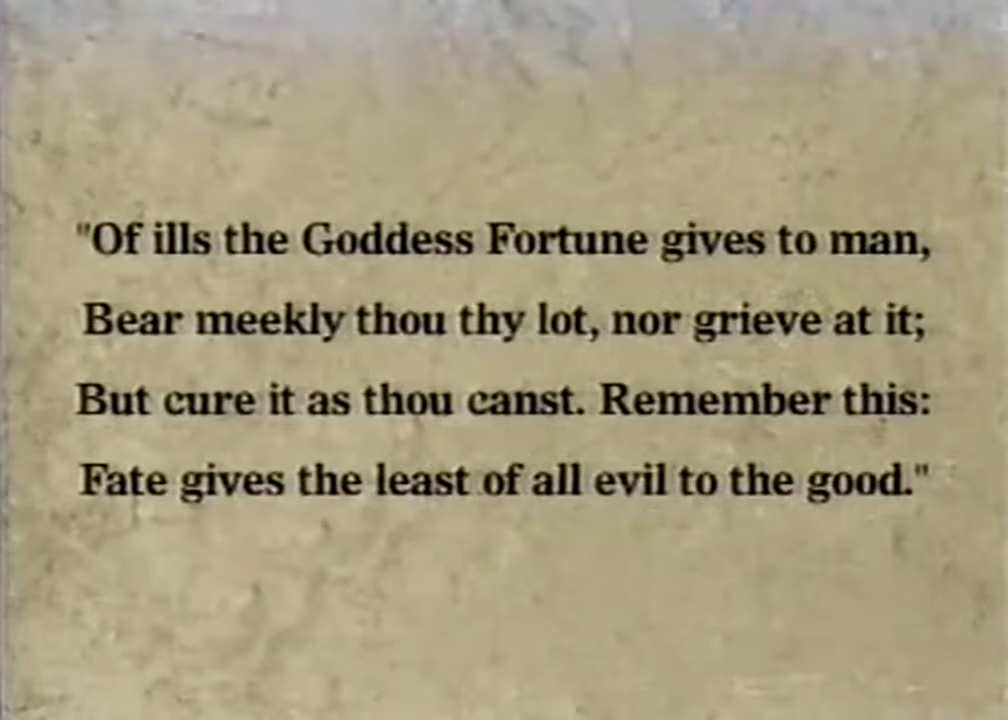 "Of ills the Goddess Fortune gives to man,
Bear meekly thou thy lot, nor grieve at it;
But cure it as thou canst. Remember this:
Fate gives the least of all evil to the good."